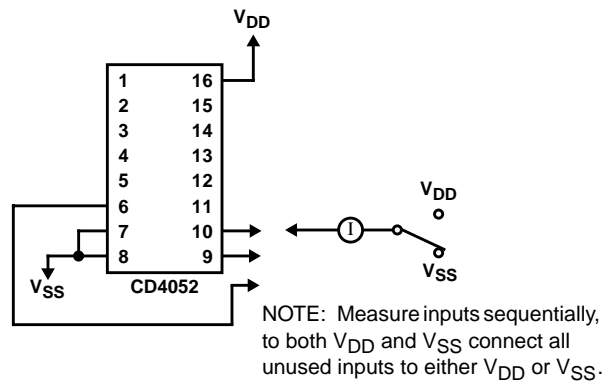 VDD
1 16
2 15
3 14
4 13
5 12
6 11
7 10
8 9
VSS
CD4052
I
VDD
VSS
NOTE: Measure inputs sequentially,
to both VDD and VSS connect all
unused inputs to either VDD or VSS.